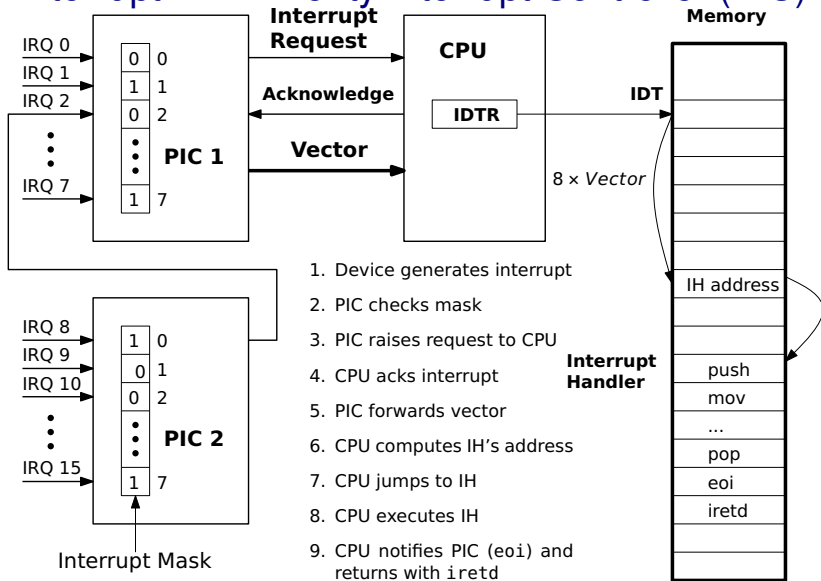 Interrupt
Request
Memory
IRQ 0
0 0
CPU
IRQ 1
1 1
Acknowledge
IDT
IRQ 2
0 2
IDTR
PIC 1
Vector
8 × Vector
IRQ 7
1 7
IH address
IRQ 8
1 0
IRQ 9
0 1
IRQ 10
0 2
PIC 2
IRQ 15
1 7
Interrupt Mask
1. Device generates interrupt
2. PIC checks mask
3. PIC raises request to CPU
4. CPU acks interrupt
5. PIC forwards vector
6. CPU computes IH's address
7. CPU jumps to IH
8. CPU executes IH
9. CPU notifies PIC (eoi) and
returns with iretd
Interrupt
Handler
push
mov
...
pop
eoi
iretd